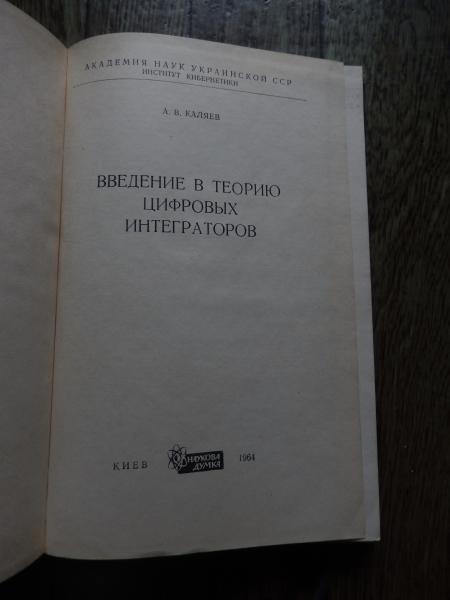 АКАДЕМИЯ НАУК УКРАИНСКОЙ ССР
ИНСТИТУТ КИБЕРНЕТИКИ
А. В. КАЛЯЕВ
ВВЕДЕНИЕ В ТЕОРИЮ
ЦИФРОВЫХ
ИНТЕГРАТОРОВ
КИЕВ НАУКОВА ДУМКА 1964